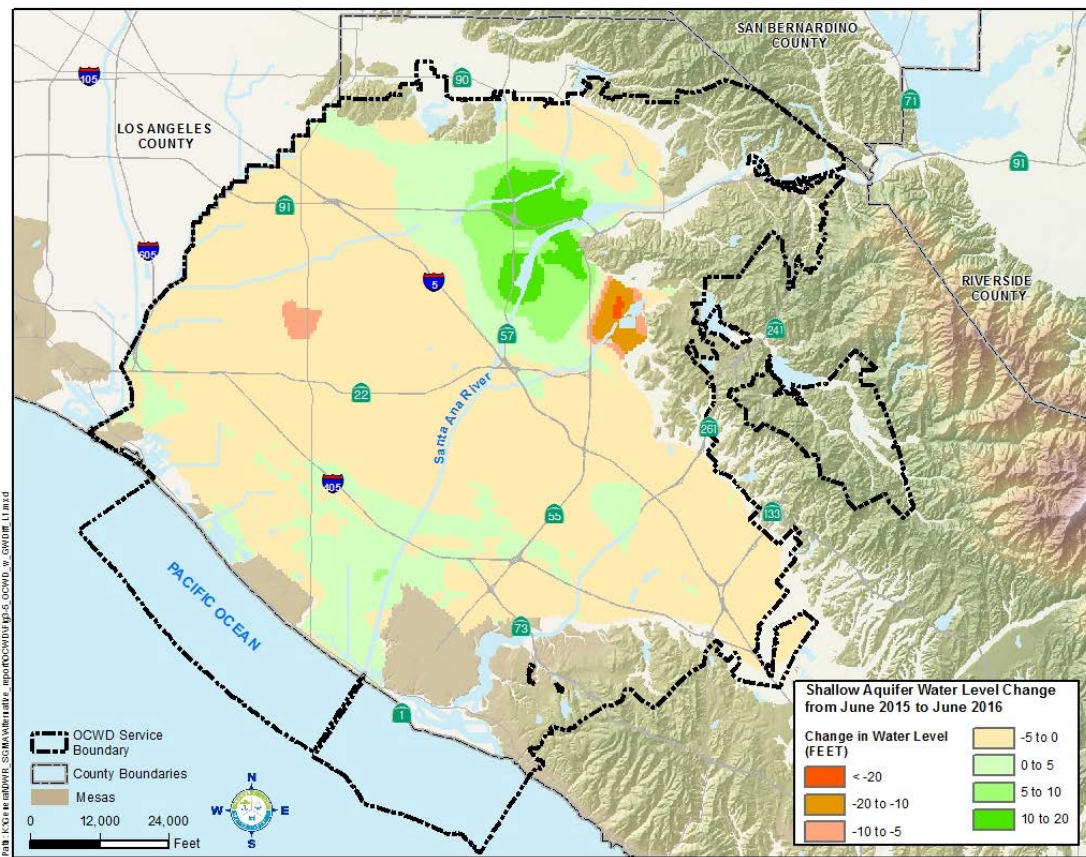 SAN BERNARDINO
COUNTY
105
90
71
LOS ANGELES
COUNTY
91
91
605
5
RIVERSIDE
COUNTY
241
57
22
Santa Ana River
261
405
55
133
PACIFIC OCEAN
73
1
Shallow Aquifer Water Level Change
from June 2015 to June 2016
Change in Water Level
(FEET)
< -20
-20 to -10
-10 to -5
-5 to 0
0 to 5
5 to 10
10 to 20
OCWD Service
Boundary
County Boundaries
Mesas
0 12,000 24,000
Feet
N
W E
S